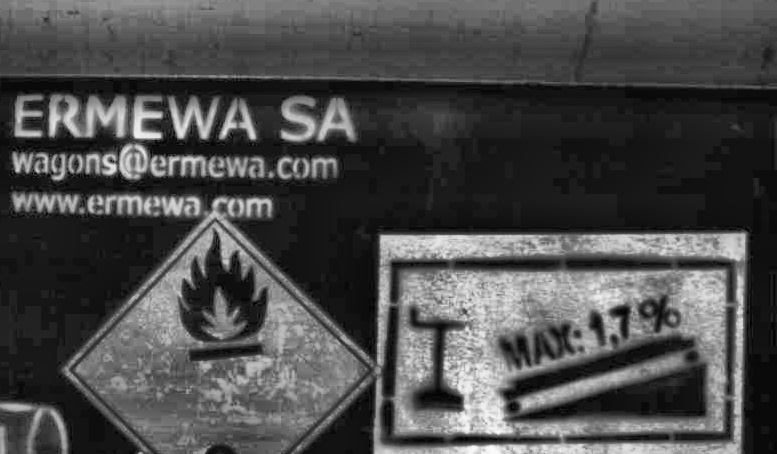 ERMEWA SA
wagons@ermewa.com
www.ermewa.com
MAX: 1,7 %